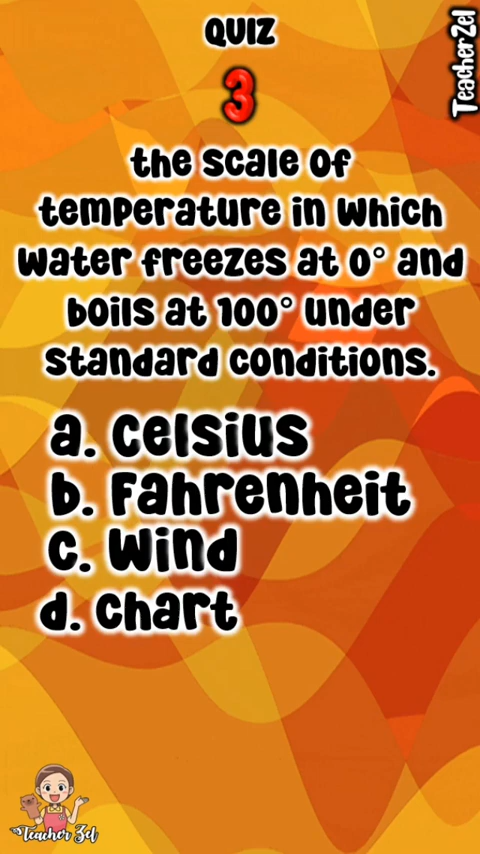 QUIZ
3
the scale of
temperature in which
water freezes at 0° and
boils at 100° under
standard conditions.
a. Celsius
b. Fahrenheit
c. Wind
d. Chart
TeacherZel
Teacher Zel